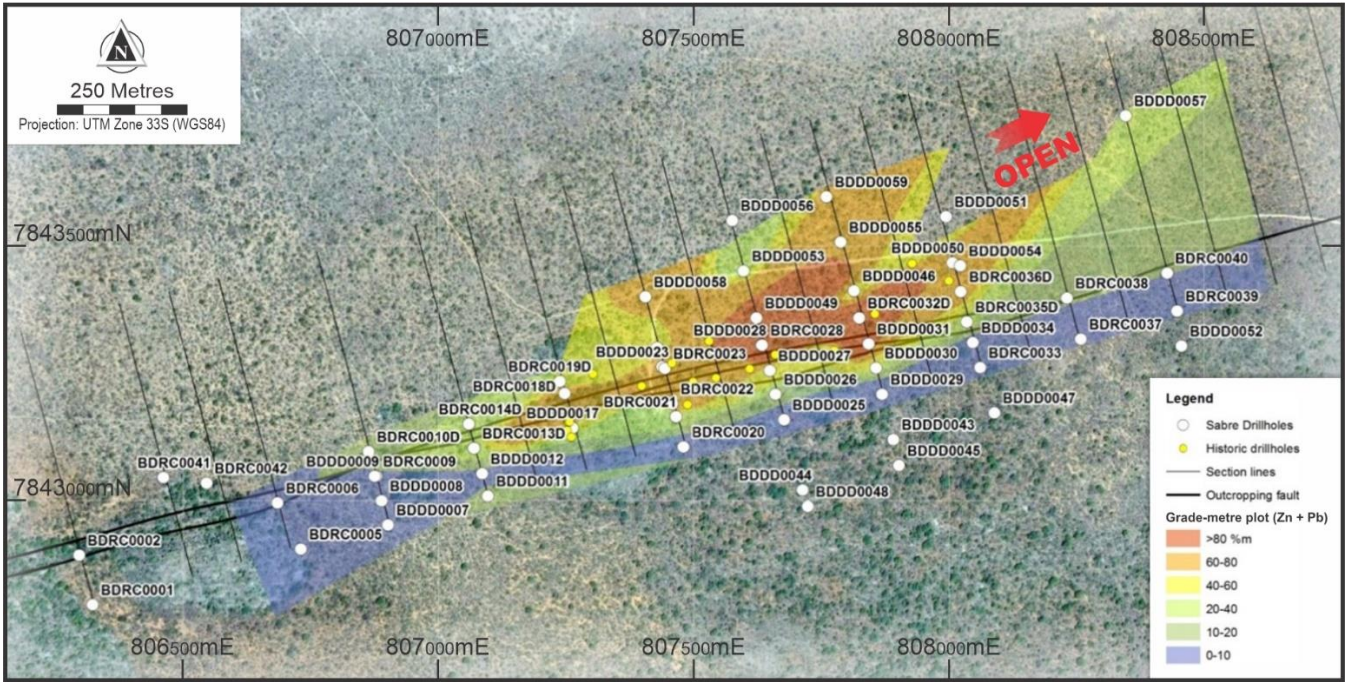 807000mE
807500mE
808000mE
808500mE
N
250 Metres
Projection: UTM Zone 33S (WGS84)
BDDD0057
OPEN
BDDD0059
BDDD0056
BDDD0051
7843500mN
BDDD0055
BDDD0050
BDDD0054
BDDD0053
BDRC0040
BDDD0046
BDRC0036D
BDDD0058
BDRC0038
BDRC0039
BDDD0049
BDRC0032D
BDRC0035D
BDDD0028
BDRC0028
BDDD0031
BDDD0034
BDRC0037
BDDD0052
BDDD0023
BDRC0023
BDDD0027
BDDD0030
BDRC0033
BDRC0019D
BDRC0018D
BDRC0022
BDDD0026
BDDD0029
BDRC0021
BDDD0025
BDDD0047
BDRC0014D
BDDD0017
BDRC0010D
BDRC0013D
BDRC0020
BDDD0043
BDDD0045
BDRC0041
BDRC0042
BDDD0009
BDRC0009
BDDD0012
BDDD0044
BDDD0008
BDDD0011
BDDD0048
7843000mN
BDRC0006
BDDD0007
BDRC0005
BDRC0002
BDRC0001
806500mE
807000mE
807500mE
808000mE
Legend
Sabre Drillholes
Historic drillholes
Section lines
Outcropping fault
Grade-metre plot (Zn + Pb)
>80 %m
60-80
40-60
20-40
10-20
0-10